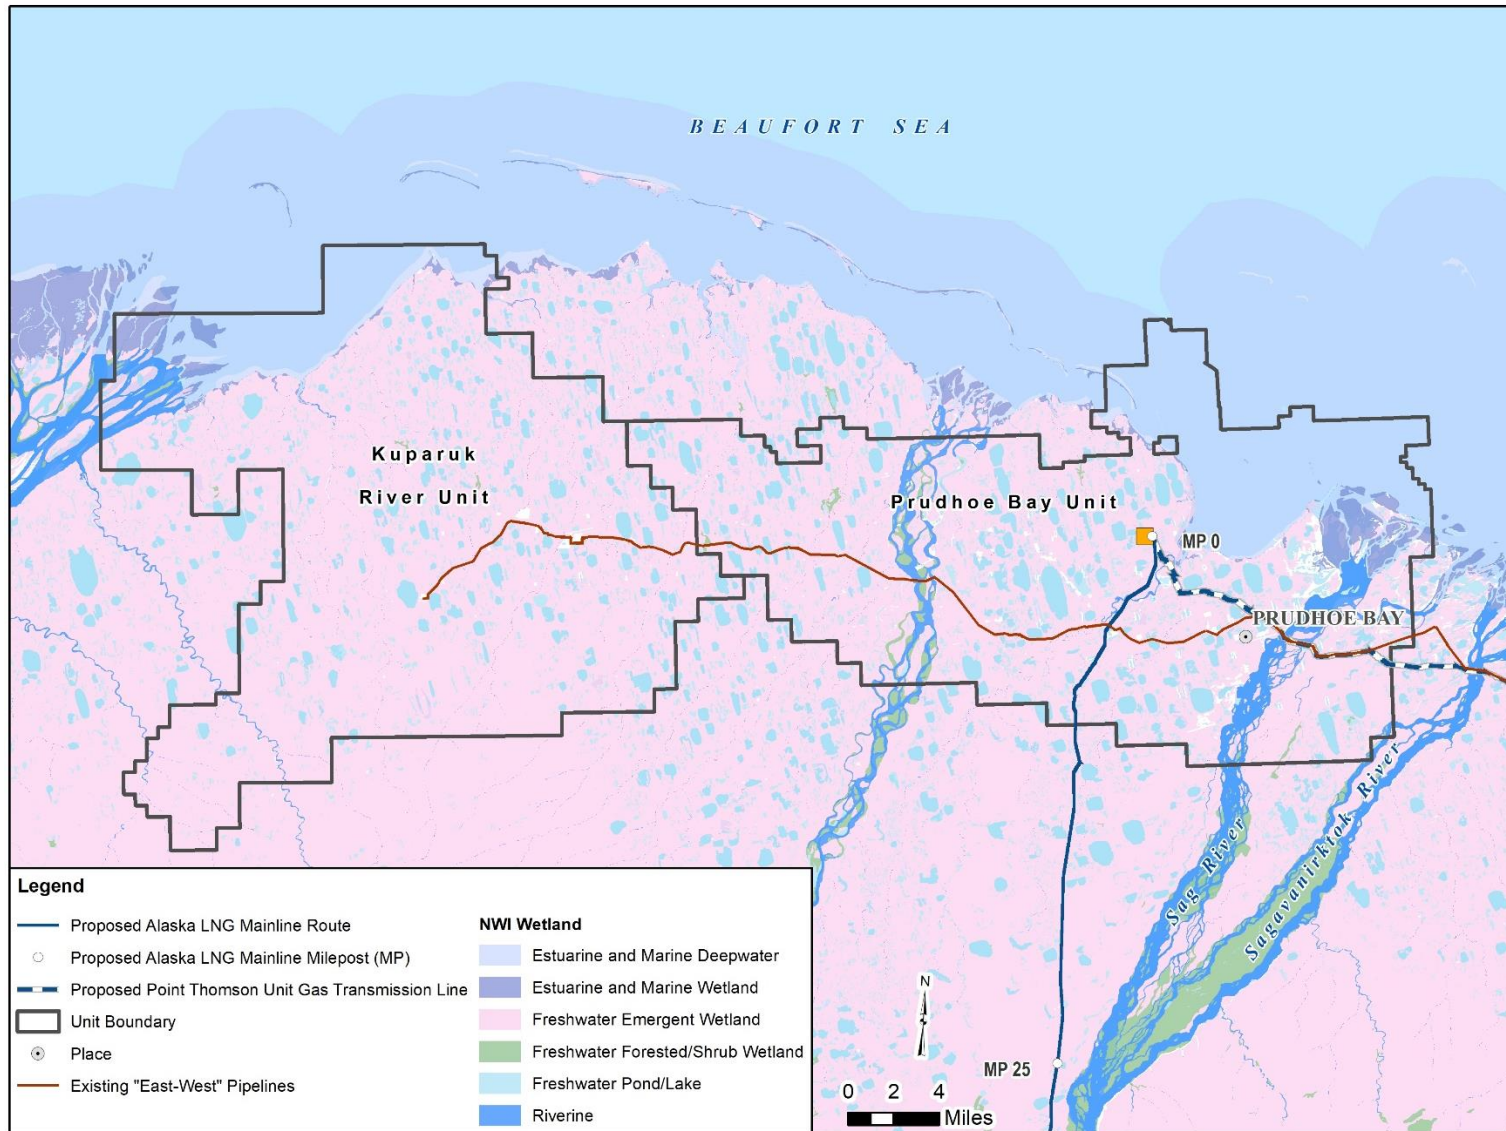 BEAUFORT SEA
Kuparuk
River Unit
Prudhoe Bay Unit
MP 0
PRUDHOE BAY
Sag River
Sagavanirktok River
MP 25
N
0 2 4
Miles
Legend
Proposed Alaska LNG Mainline Route
Proposed Alaska LNG Mainline Milepost (MP)
Proposed Point Thomson Unit Gas Transmission Line
Unit Boundary
Place
Existing "East-West" Pipelines
NWI Wetland
Estuarine and Marine Deepwater
Estuarine and Marine Wetland
Freshwater Emergent Wetland
Freshwater Forested/Shrub Wetland
Freshwater Pond/Lake
Riverine